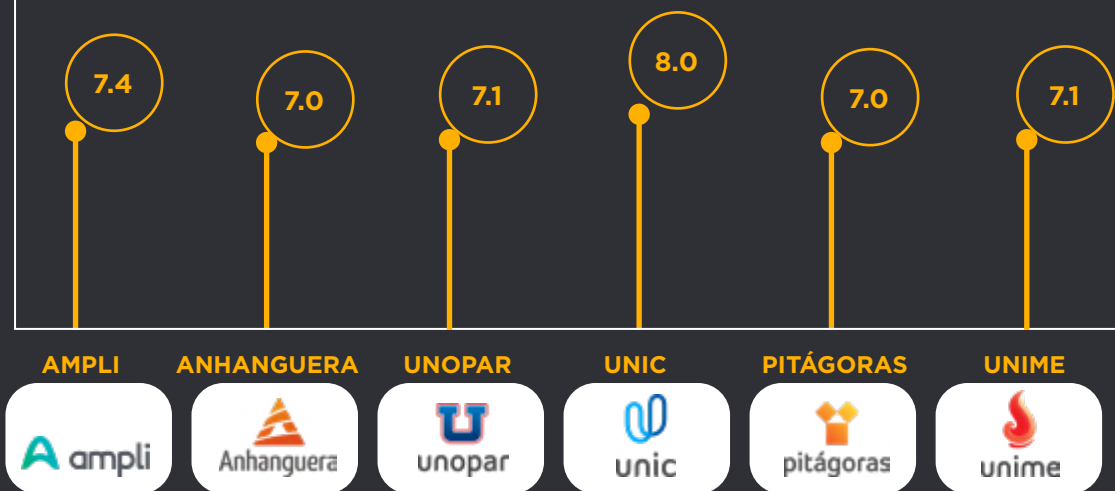 7.4
7.0
7.1
8.0
7.0
7.1
AMPLI
ANHANGUERA
UNOPAR
UNIC
PITÁGORAS
UNIME
ampli
Anhanguera
unopar
unic
pitágoras
unime